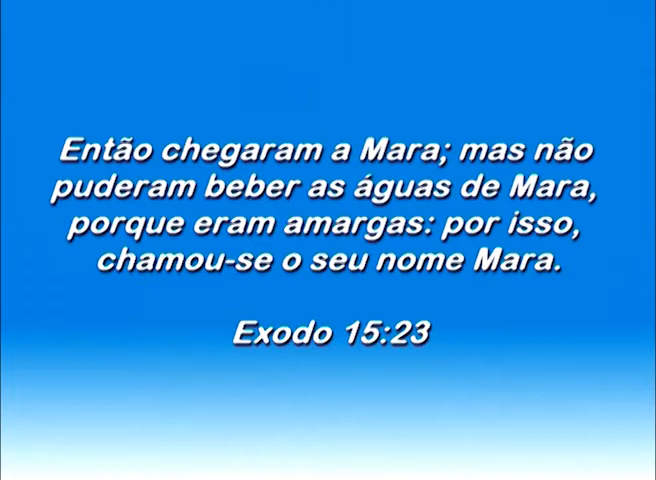 Então chegaram a Mara; mas não
puderam beber as águas de Mara,
porque eram amargas: por isso,
chamou-se o seu nome Mara.
Exodo 15:23